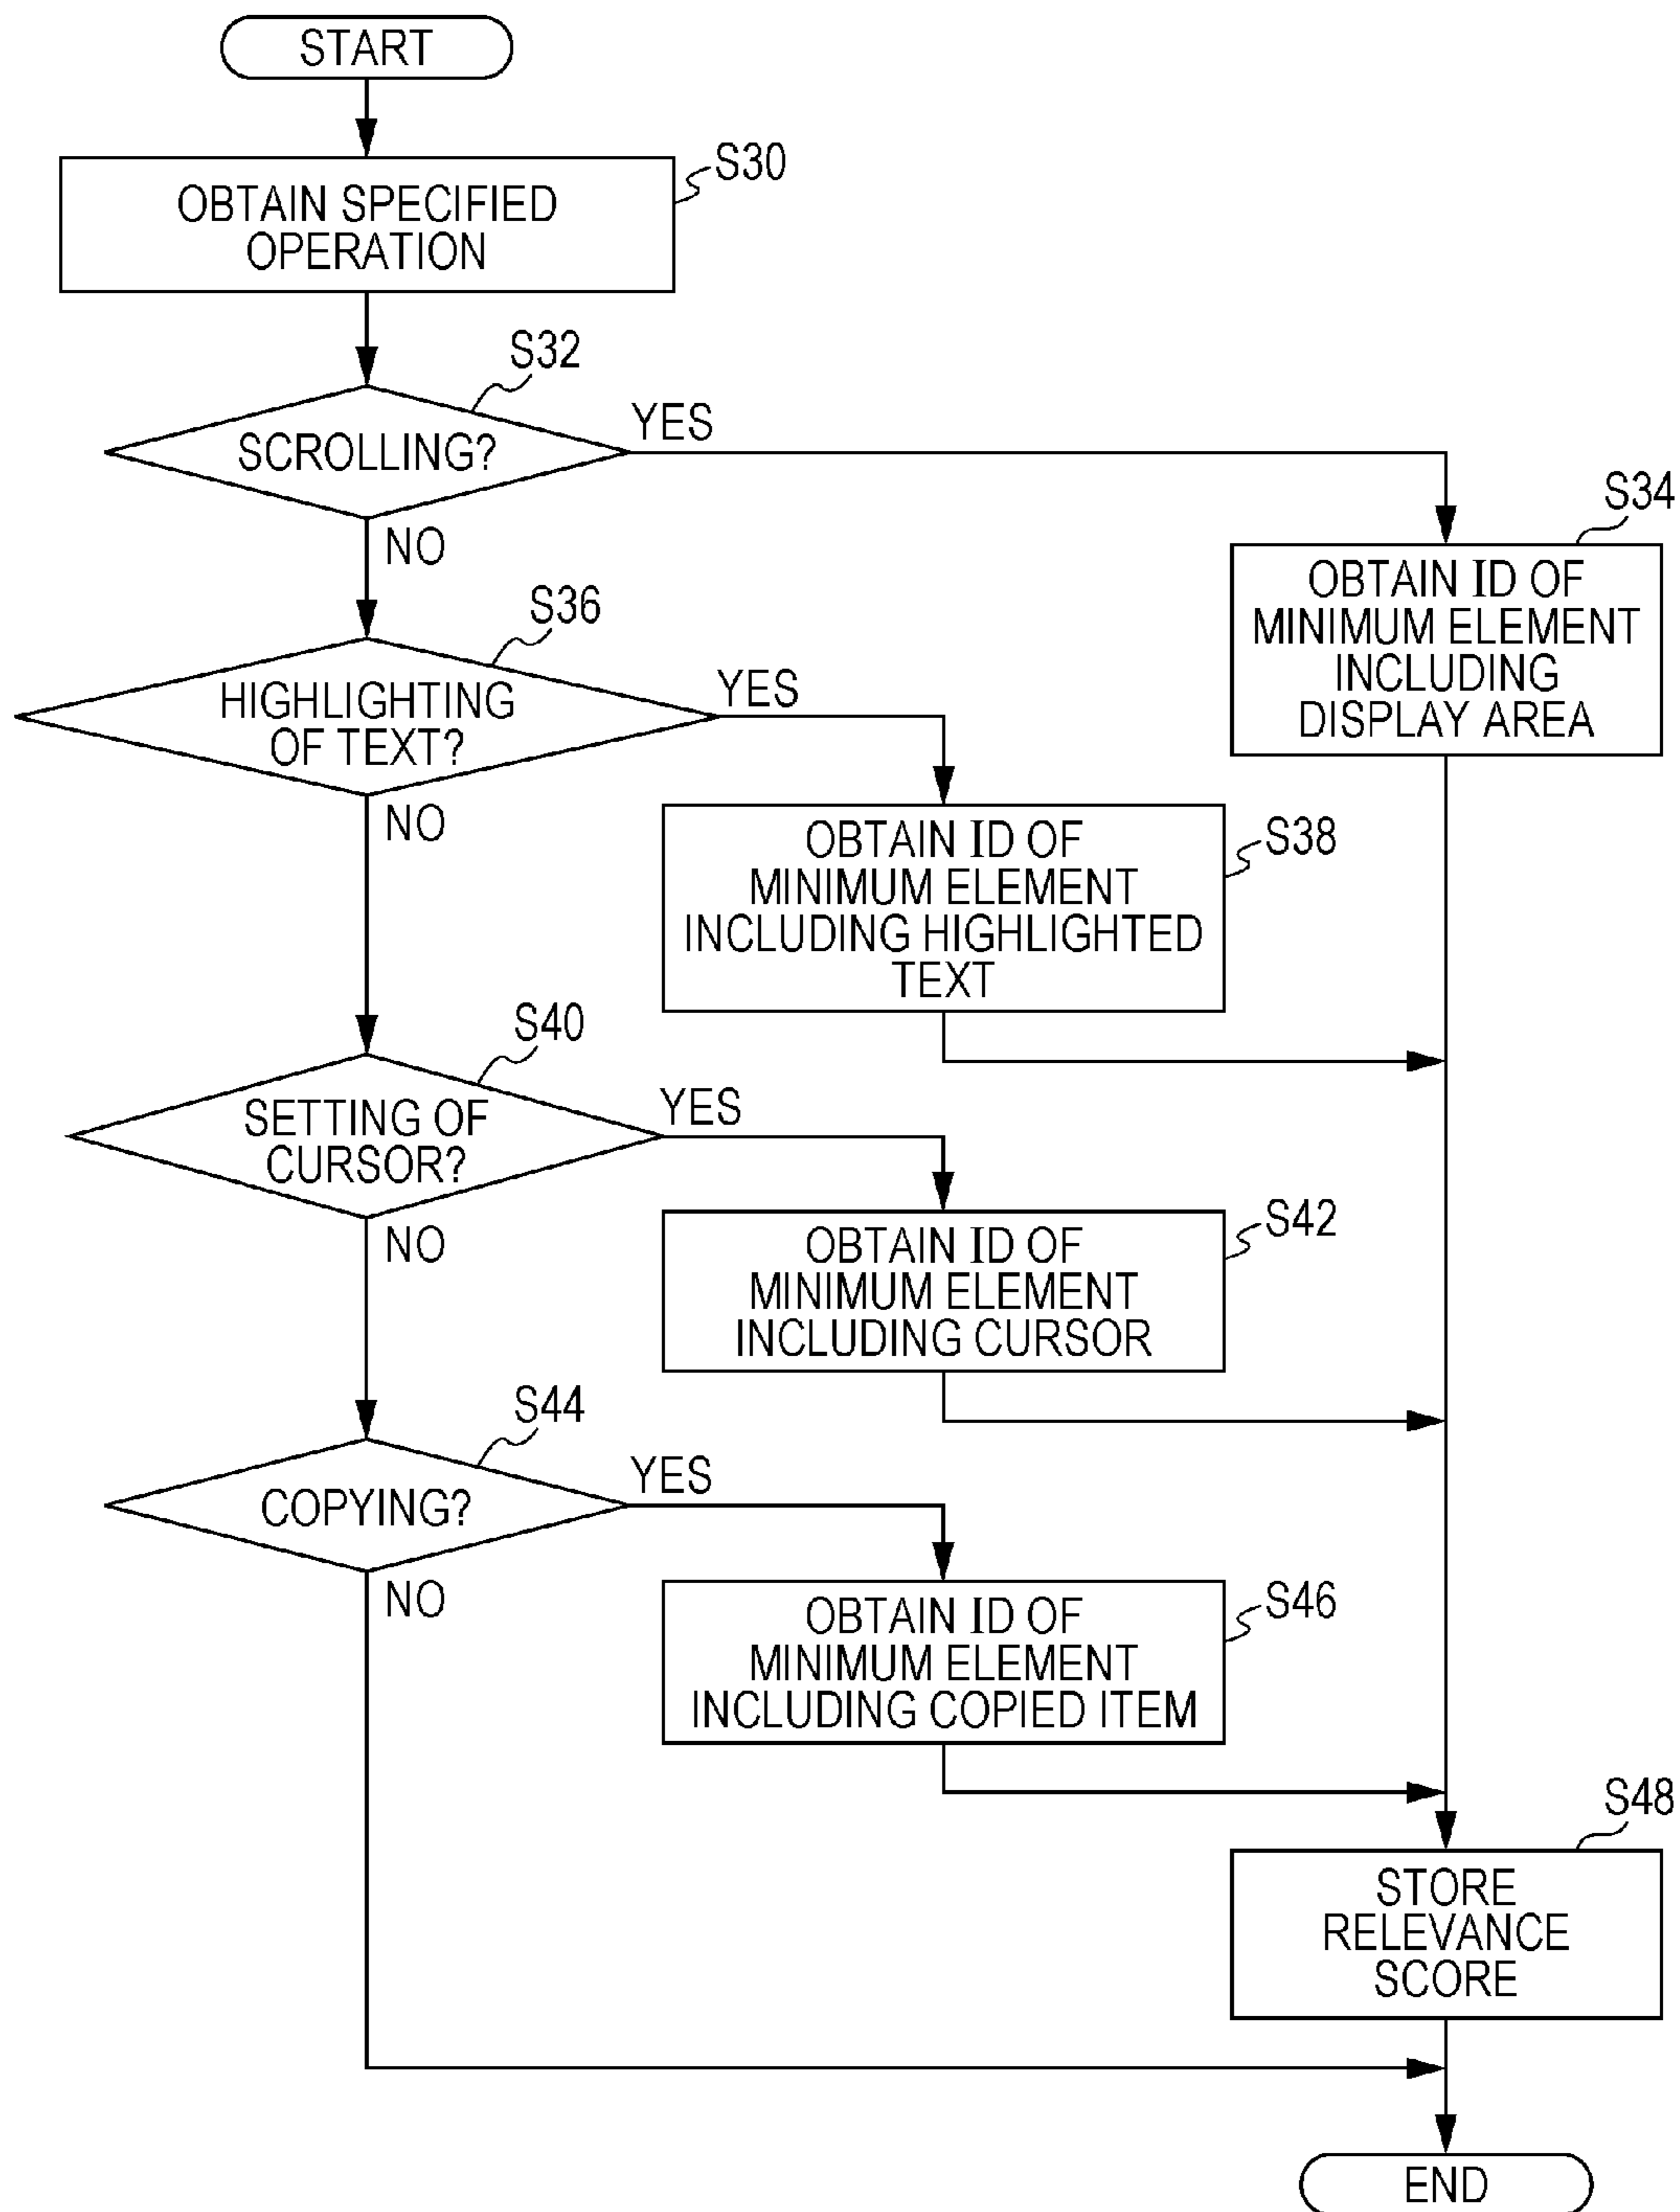 START
S30
OBTAIN SPECIFIED
OPERATION
S32
SCROLLING?
YES
NO
S34
OBTAIN ID OF
MINIMUM ELEMENT
INCLUDING
DISPLAY AREA
S36
HIGHLIGHTING
OF TEXT?
YES
NO
S38
OBTAIN ID OF
MINIMUM ELEMENT
INCLUDING HIGHLIGHTED
TEXT
S40
SETTING OF
CURSOR?
YES
NO
S42
OBTAIN ID OF
MINIMUM ELEMENT
INCLUDING CURSOR
S44
COPYING?
YES
NO
S46
OBTAIN ID OF
MINIMUM ELEMENT
INCLUDING COPIED ITEM
S48
STORE
RELEVANCE
SCORE
END